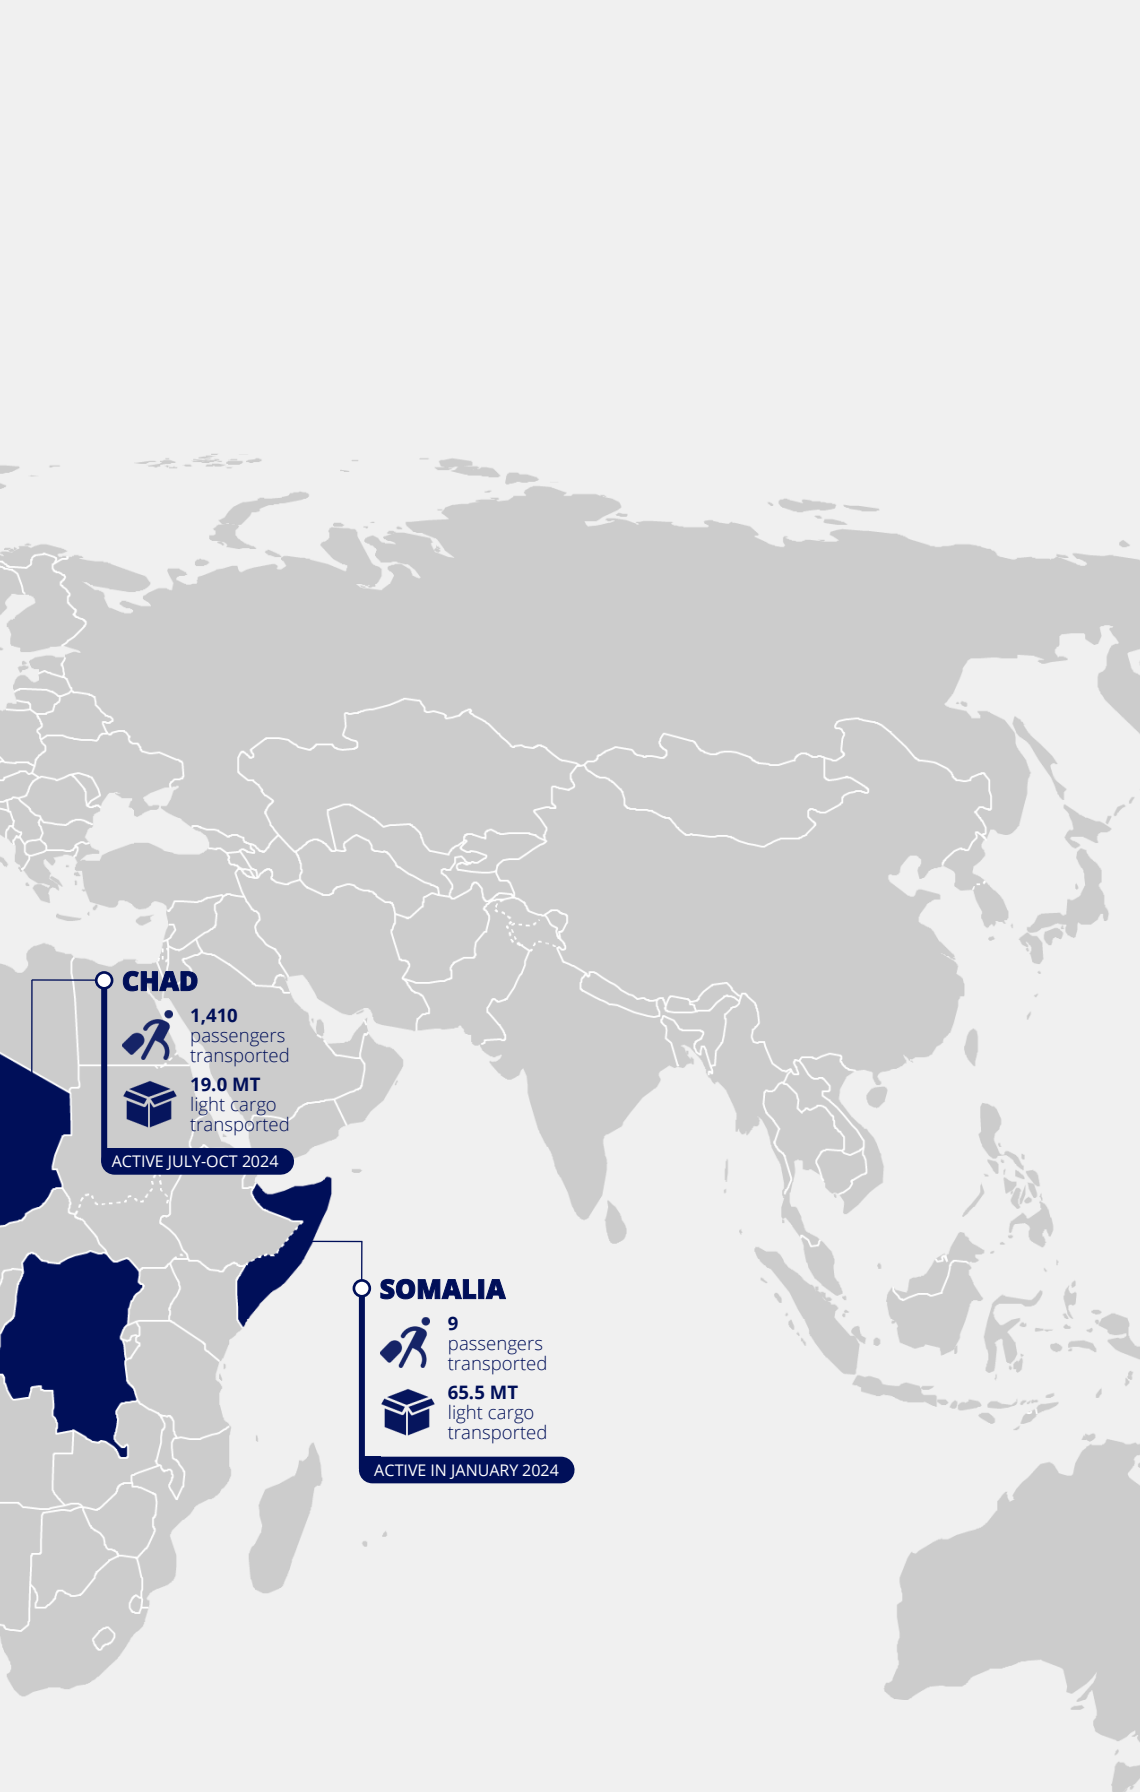 CHAD
1,410
passengers
transported
19.0 MT
light cargo
transported
ACTIVE JULY-OCT 2024
SOMALIA
9
passengers
transported
65.5 MT
light cargo
transported
ACTIVE IN JANUARY 2024